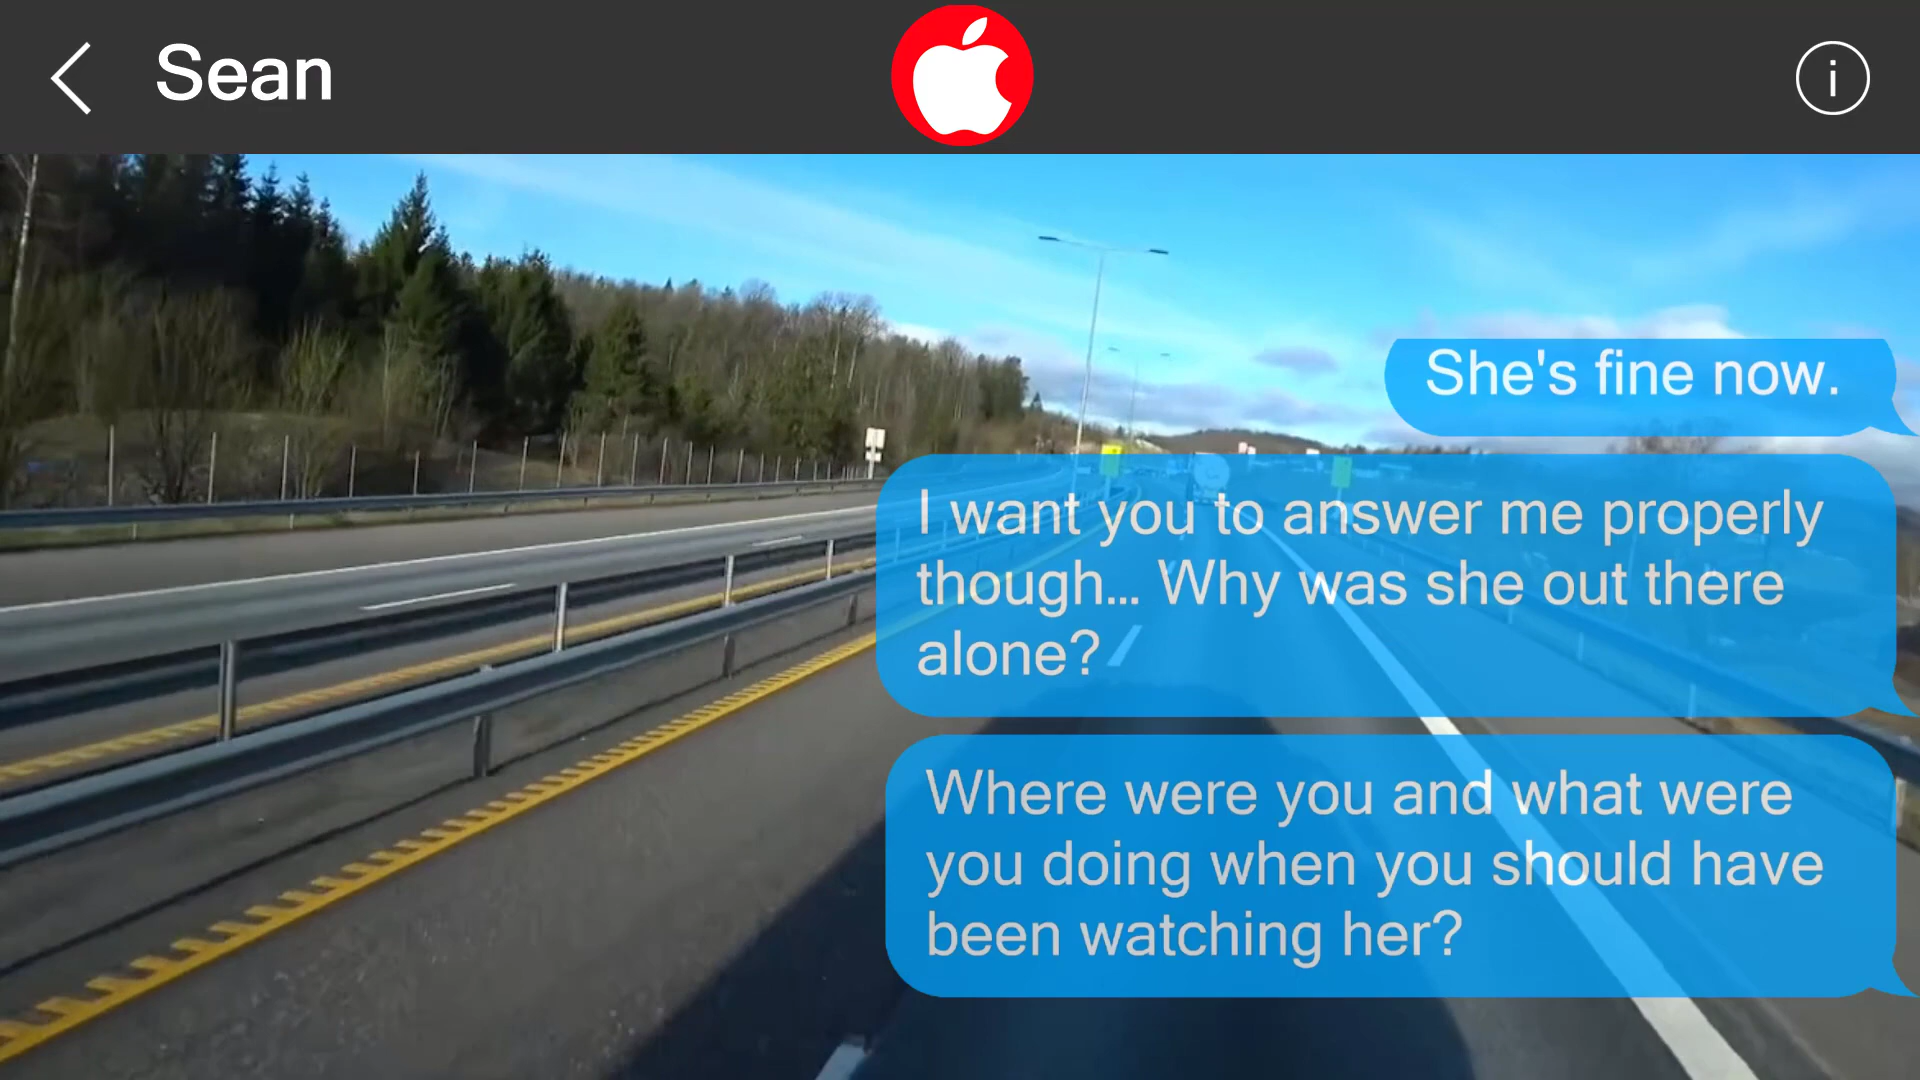 Sean
She's fine now.
I want you to answer me properly
though... Why was she out there
alone?
Where were you and what were
you doing when you should have
been watching her?